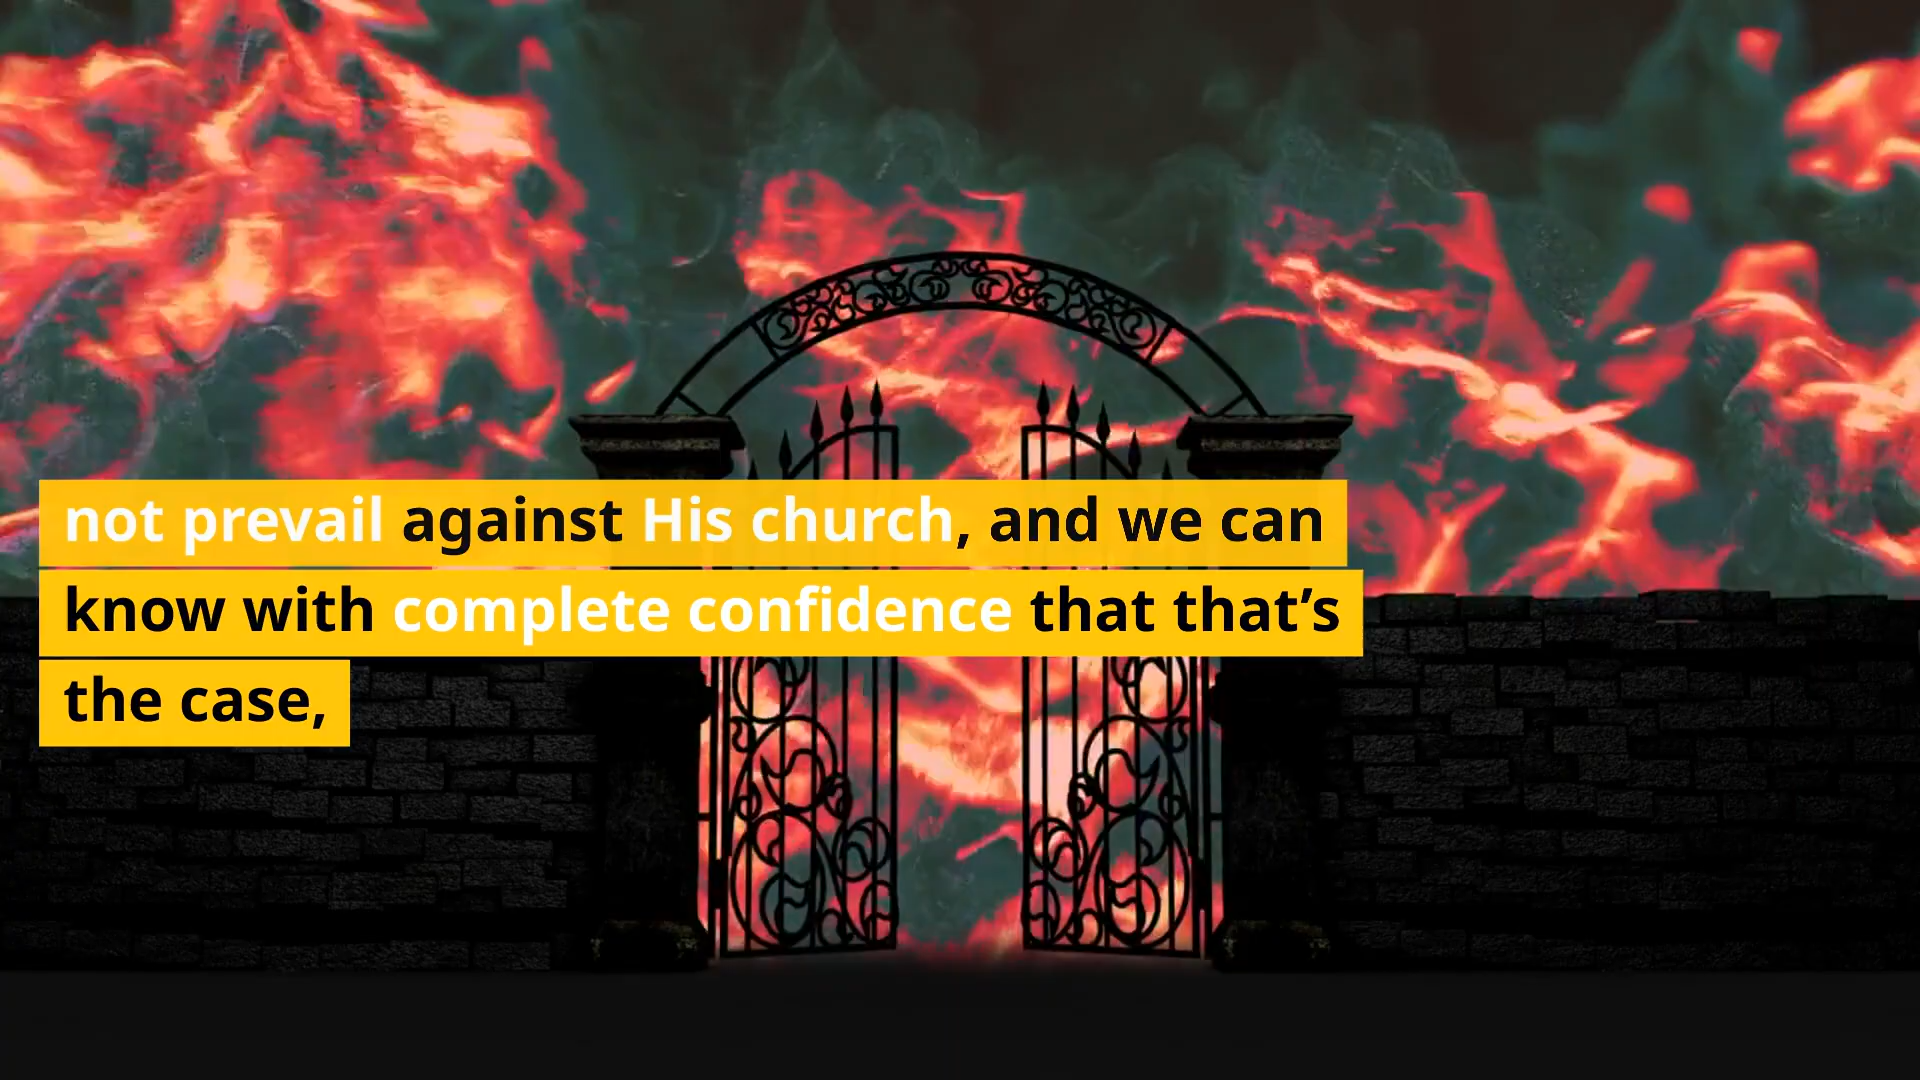 not prevail against His church, and we can
know with complete confidence that that’s
the case,